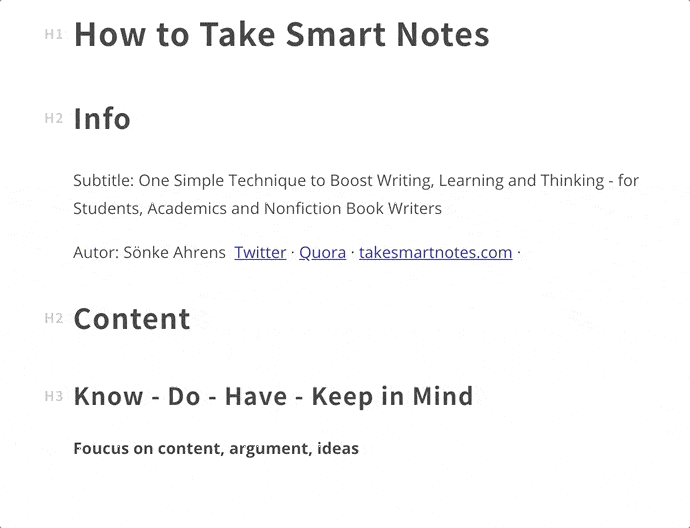 H1 How to Take Smart Notes
H2 Info
Subtitle: One Simple Technique to Boost Writing, Learning and Thinking - for
Students, Academics and Nonfiction Book Writers
Autor: Sönke Ahrens Twitter · Quora · takesmartnotes.com ·
H2 Content
H3 Know - Do - Have - Keep in Mind
Foucus on content, argument, ideas